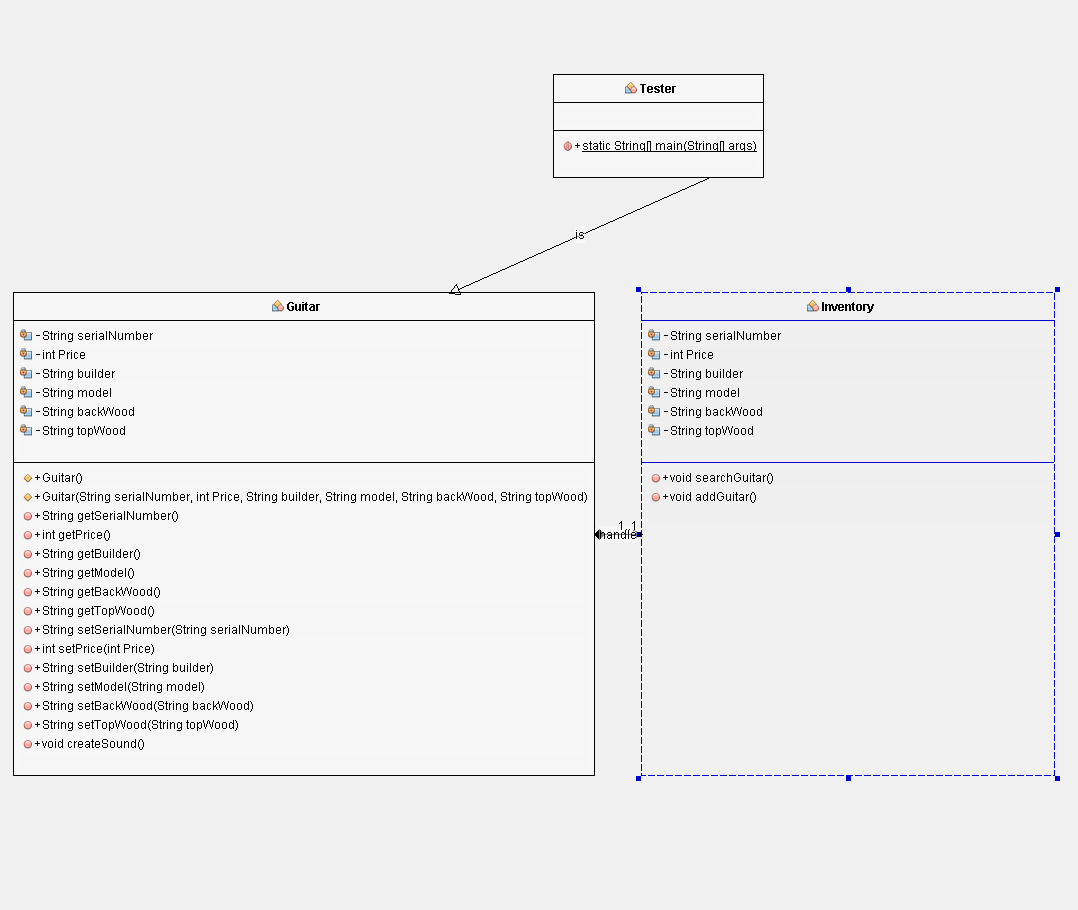 Tester
+static String[] main(String[] args)
is
Guitar
-String serialNumber
-int Price
-String builder
-String model
-String backWood
-String topWood
+Guitar()
+Guitar(String serialNumber, int Price, String builder, String model, String backWood, String topWood)
+String getSerialNumber()
+int getPrice()
+String getBuilder()
+String getModel()
+String getBackWood()
+String getTopWood()
+String setSerialNumber(String serialNumber)
+int setPrice(int Price)
+String setBuilder(String builder)
+String setModel(String model)
+String setBackWood(String backWood)
+String setTopWood(String topWood)
+void createSound()
1..1
handle
Inventory
-String serialNumber
-int Price
-String builder
-String model
-String backWood
-String topWood
+void searchGuitar()
+void addGuitar()